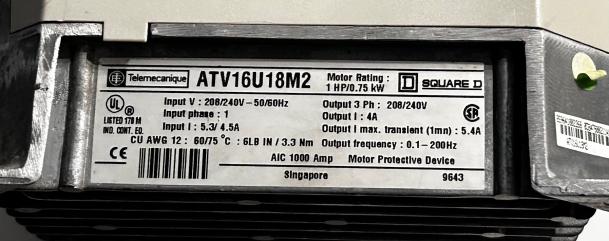 Telemecanique ATV16U18M2 Motor Rating : 1 HP/0.75 kW SQUARE D
Input V : 208/240V - 50/60Hz Output 3 Ph : 208/240V
UL LISTED 170 M IND. CONT. EQ.
Input phase : 1 Output I : 4A
SA
Input I : 5.3/ 4.5A Output I max. transient (1mn) : 5.4A
CU AWG 12 : 60/75 °C : 6LB IN / 3.3 Nm Output frequency : 0.1 - 200Hz
CE
AIC 1000 Amp Motor Protective Device
Singapore 9643